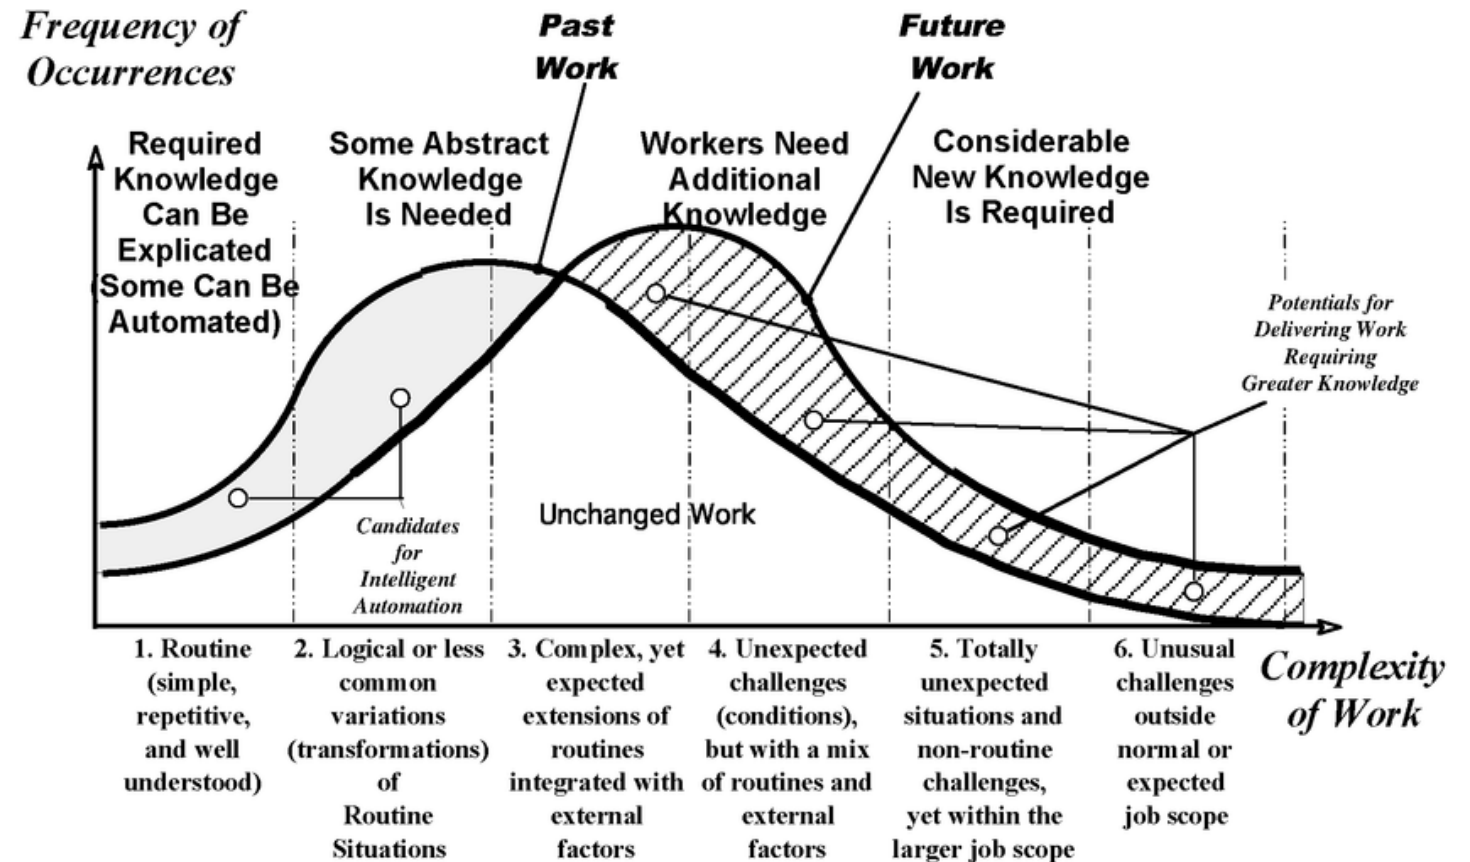 Frequency of
Occurrences
Past
Work
Future
Work
Required
Knowledge
Can Be
Explicated
(Some Can Be
Automated)
Some Abstract
Knowledge
Is Needed
Workers Need
Additional
Knowledge
Considerable
New Knowledge
Is Required
Potentials for
Delivering Work
Requiring
Greater Knowledge
Unchanged Work
Candidates
for
Intelligent
Automation
1. Routine
(simple,
repetitive,
and well
understood)
2. Logical or less
common
variations
(transformations)
of
Routine
Situations
3. Complex, yet
expected
extensions of
routines
integrated with
external
factors
4. Unexpected
challenges
(conditions),
but with a mix
of routines and
external
factors
5. Totally
unexpected
situations and
non-routine
challenges,
yet within the
larger job scope
6. Unusual
challenges
outside
normal or
expected
job scope
Complexity
of Work